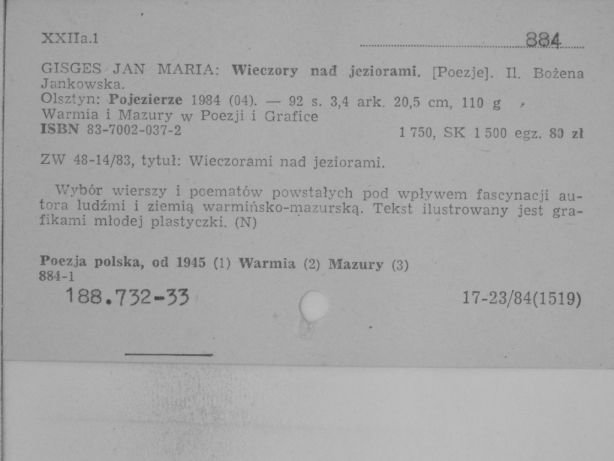 XXIIa.1 884
GISGES JAN MARIA: Wieczory nad jeziorami. [Poezje]. Il. Bożena
Jankowska.
Olsztyn: Pojezierze 1984 (04). — 92 s. 3,4 ark. 20,5 cm, 110 g
Warmia i Mazury w Poezji i Grafice
ISBN 83-7002-037-2 1 750, SK 1 500 egz. 80 zł
ZW 48-14/83, tytuł: Wieczorami nad jeziorami.
Wybór wierszy i poematów powstałych pod wpływem fascynacji au-
tora ludźmi i ziemią warmińsko-mazurską. Tekst ilustrowany jest gra-
fikami młodej plastyczki. (N)
Poezja polska, od 1945 (1) Warmia (2) Mazury (3)
884-1
188.732-33 17-23/84(1519)